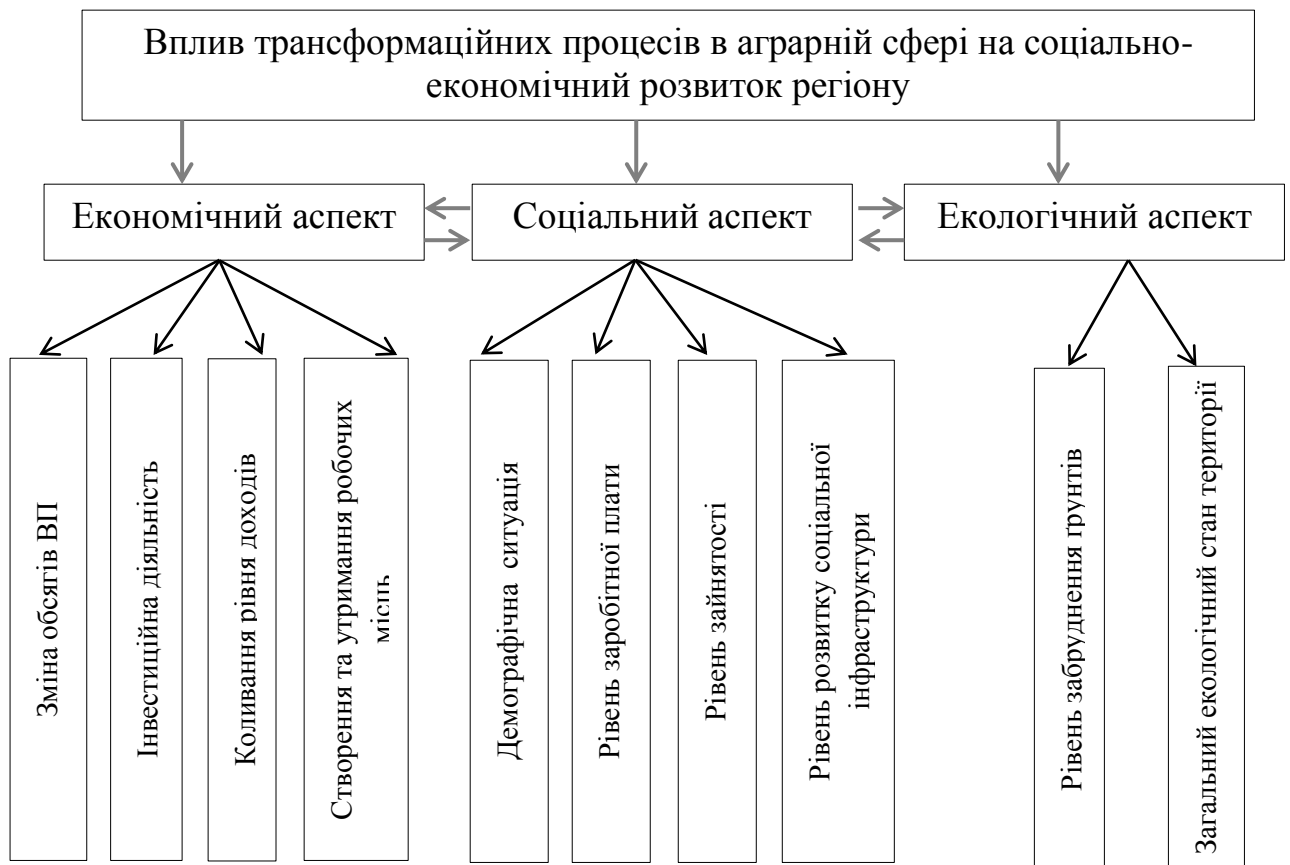 Вплив трансформаційних процесів в аграрній сфері на соціально-
економічний розвиток регіону
Економічний аспект
Соціальний аспект
Екологічний аспект
Зміна обсягів ВП
Інвестиційна діяльність
Коливання рівня доходів
Створення та утримання робочих
місць
Демографічна ситуація
Рівень заробітної плати
Рівень зайнятості
Рівень розвитку соціальної
інфраструктури
Рівень забруднення ґрунтів
Загальний екологічний стан території